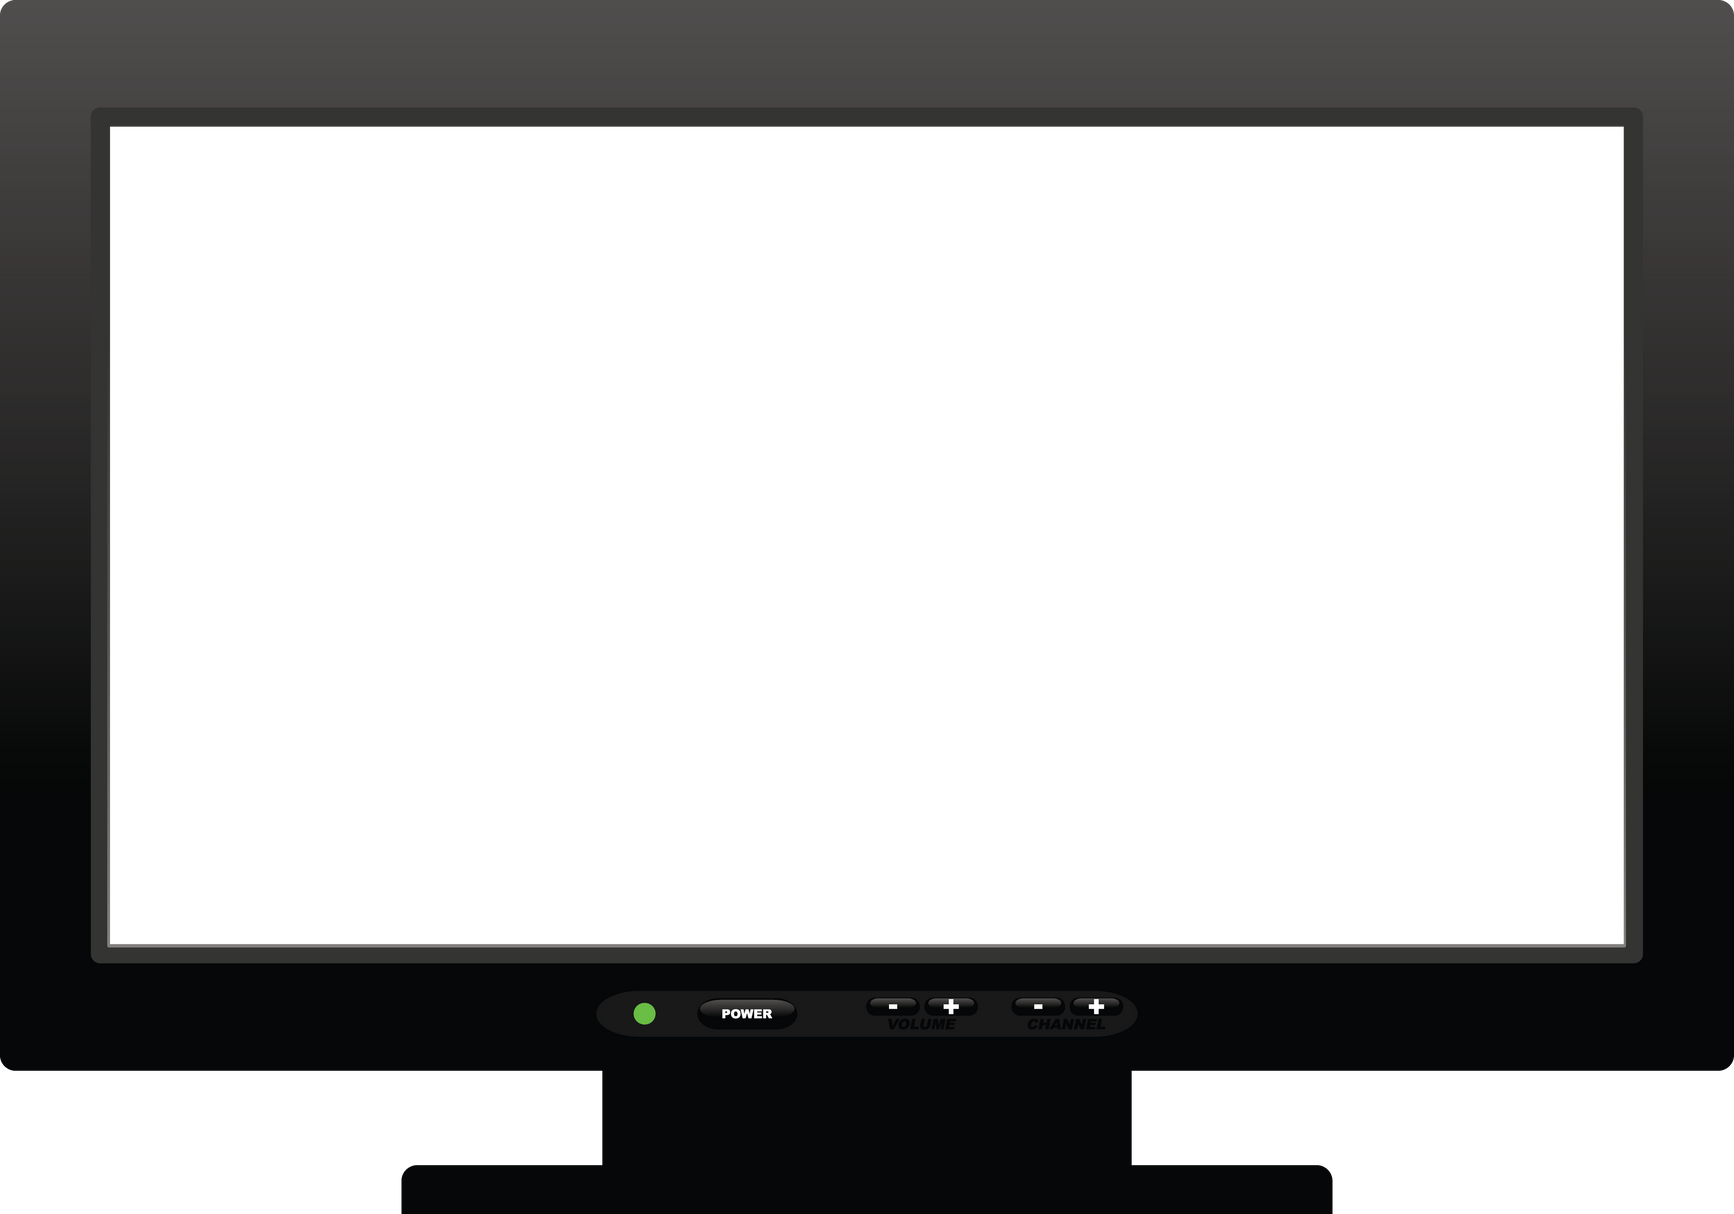 POWER
- + - +
VOLUME CHANNEL